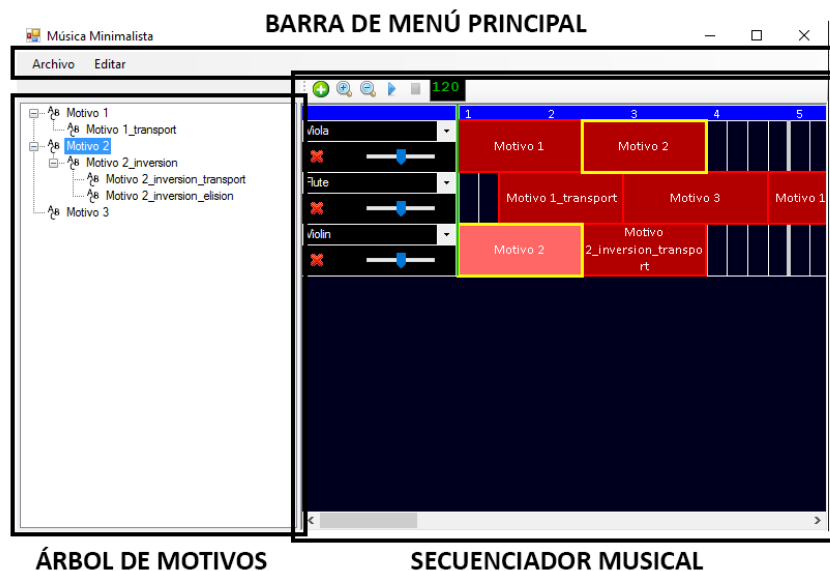 BARRA DE MENÚ PRINCIPAL
Música Minimalista
Archivo Editar
120
Motivo 1
Motivo 1_transport
Motivo 2
Motivo 2_inversion
Motivo 2_inversion_transport
Motivo 2_inversion_elision
Motivo 3
1 2 3 4 5
Viola
Motivo 1 Motivo 2
Flute
Motivo 1_transport Motivo 3 Motivo 1
Violin
Motivo 2
Motivo
2_inversion_transpo
rt
ÁRBOL DE MOTIVOS
SECUENCIADOR MUSICAL